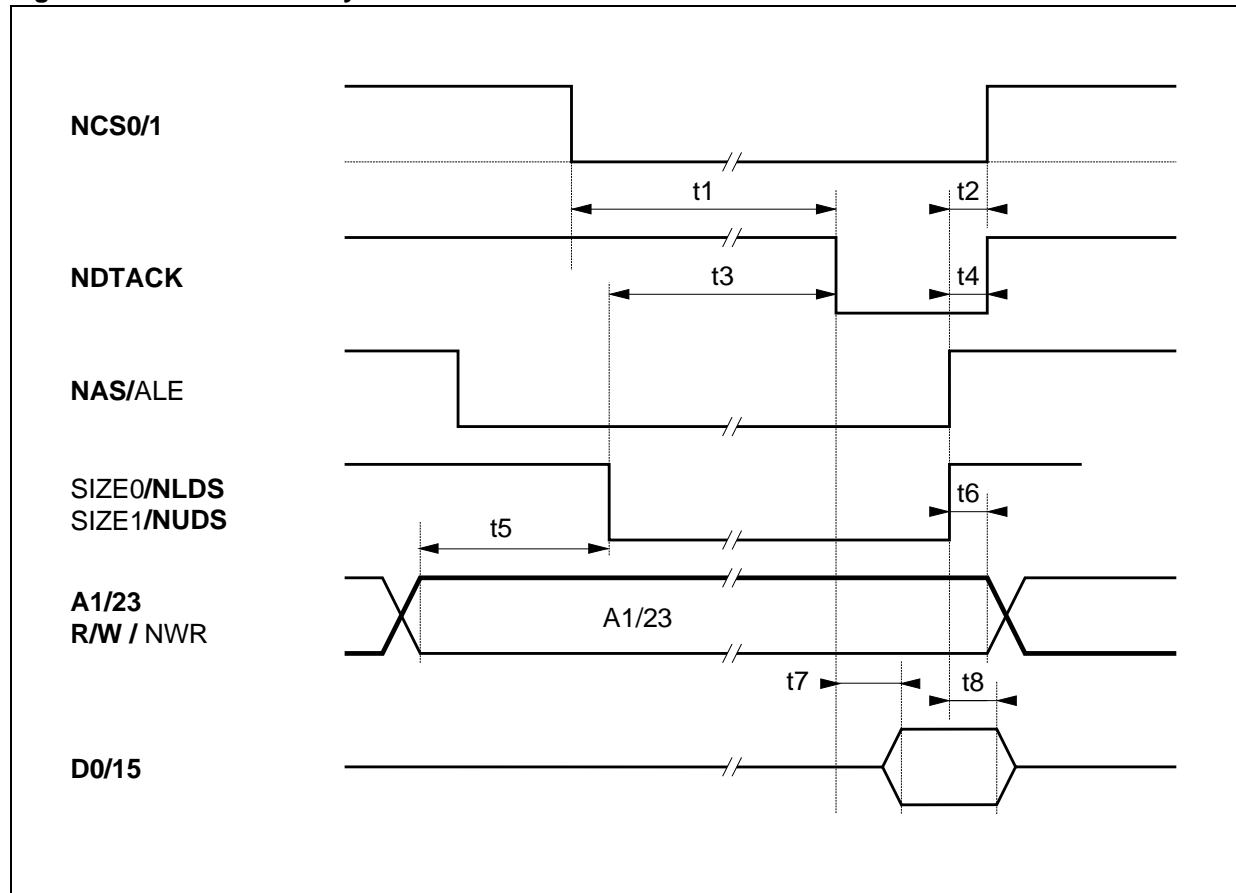 NCS0/1
t1
t2
NDTACK
t3
t4
NAS/ALE
SIZE0/NLDS
SIZE1/NUDS
t5
t6
A1/23
R/W / NWR
A1/23
t7
t8
D0/15